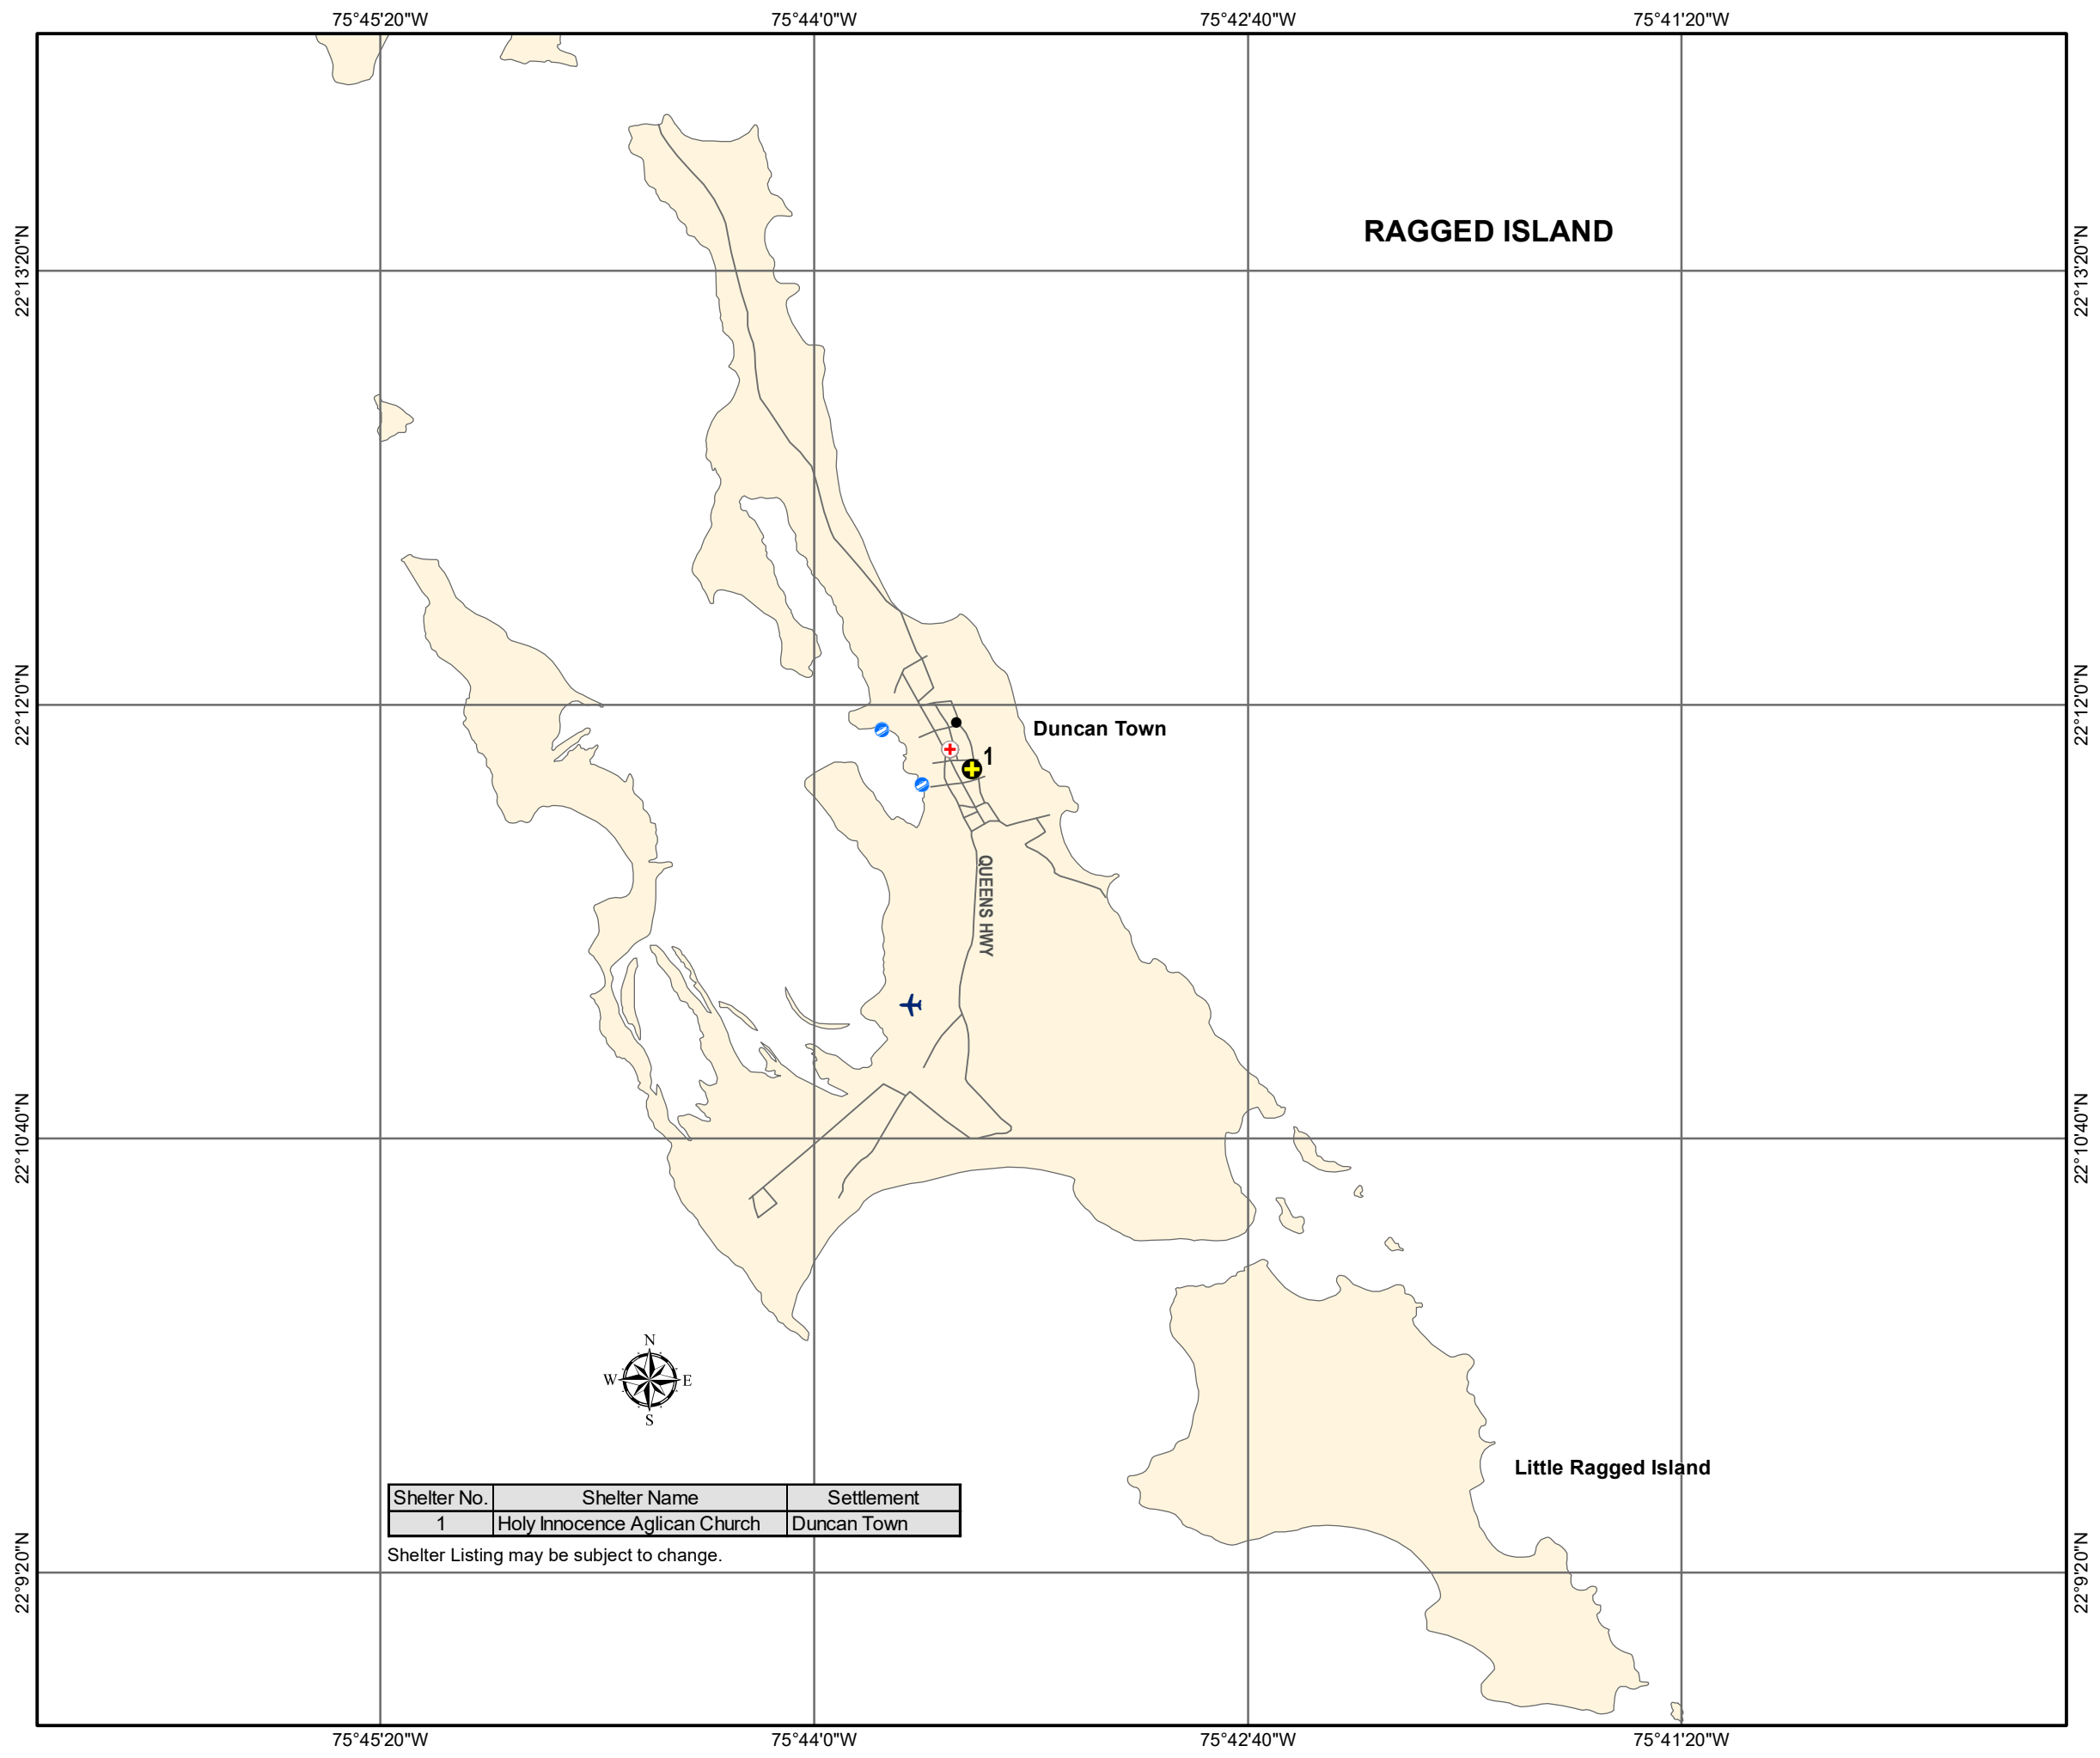 75°45'20"W 75°44'0"W 75°42'40"W 75°41'20"W
RAGGED ISLAND
22°13'20"N 22°13'20"N
22°12'0"N 22°12'0"N
Duncan Town
1
QUEENS HWY
22°10'40"N 22°10'40"N
N
W E
S
Little Ragged Island
Shelter No. Shelter Name Settlement
1 Holy Innocence Aglican Church Duncan Town
Shelter Listing may be subject to change.
22°9'20"N 22°9'20"N
75°45'20"W 75°44'0"W 75°42'40"W 75°41'20"W